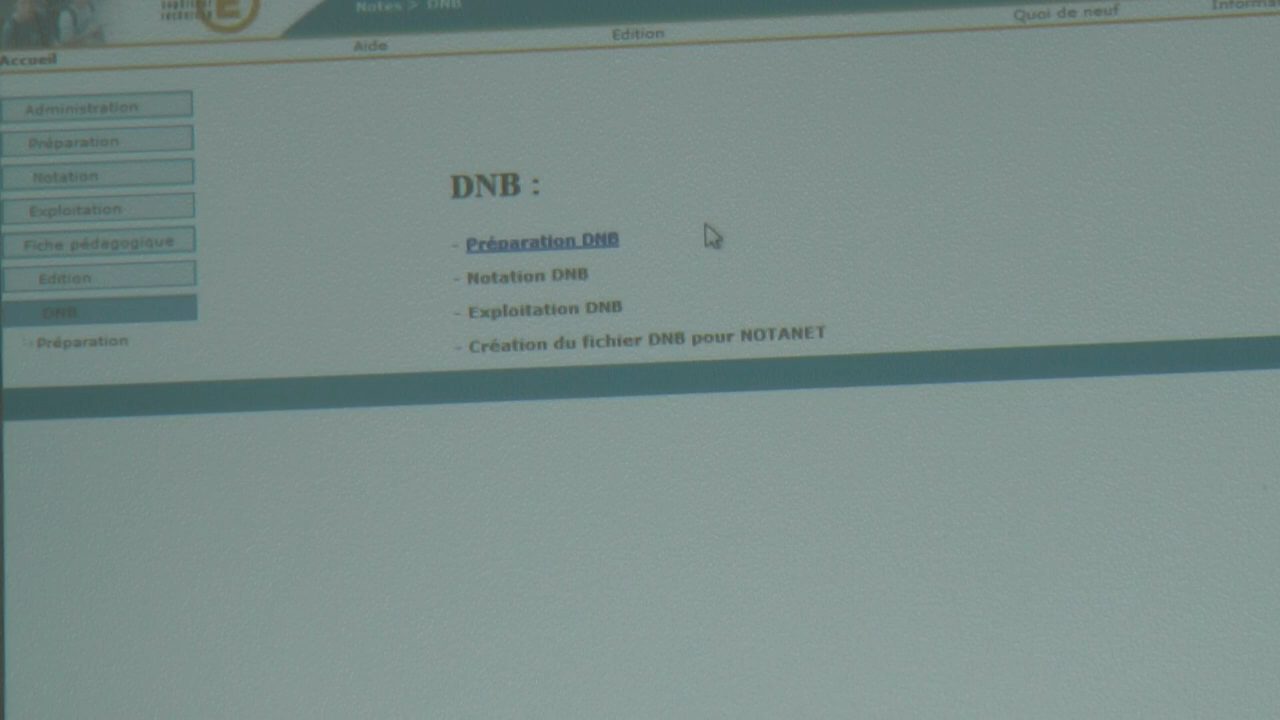 Notes > DNB
Accueil
Aide
Edition
Quoi de neuf
Administration
Préparation
Notation
Exploitation
Fiche pédagogique
Edition
DNB
- Préparation
DNB :
- Préparation DNB
- Notation DNB
- Exploitation DNB
- Création du fichier DNB pour NOTANET